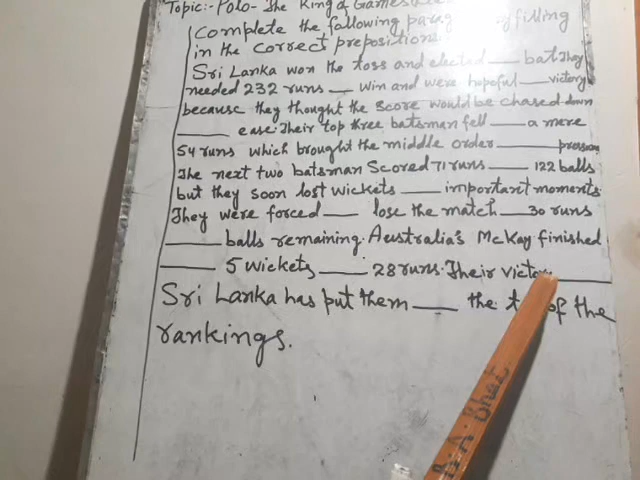 Topic:- Polo- The King of Games
Complete the following by filling
in the correct prepositions:
Sri Lanka won the toss and elected ___ bat. They
needed 232 runs ___ win and were hopeful ___ victory
because they thought the score would be chased down
___ ease. Their top three batsman fell ___ a mere
54 runs which brought the middle order ___
The next two batsman scored 71 runs ___ 122 balls
but they soon lost wickets ___ important moments.
They were forced ___ lose the match ___ 30 runs
___ balls remaining. Australia's McKay finished
___ 5 wickets ___ 28 runs. Their ___
Sri Lanka has put them ___ the of the
rankings.
B.A. Bhat